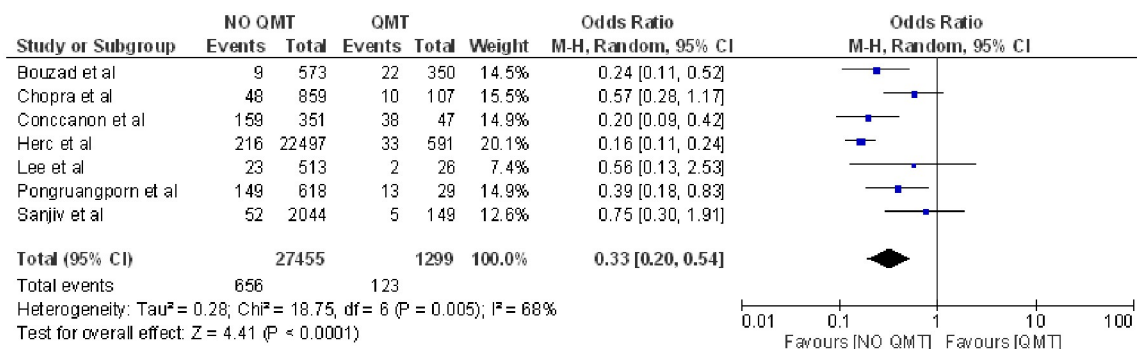 NO QMT QMT Odds Ratio Odds Ratio
Study or Subgroup Events Total Events Total Weight M-H, Random, 95% CI M-H, Random, 95% CI
Bouzad et al 9 573 22 350 14.5% 0.24 [0.11, 0.52]
Chopra et al 48 859 10 107 15.5% 0.57 [0.28, 1.17]
Conccanon et al 159 351 38 47 14.9% 0.20 [0.09, 0.42]
Herc et al 216 22497 33 591 20.1% 0.16 [0.11, 0.24]
Lee et al 23 513 2 26 7.4% 0.56 [0.13, 2.53]
Pongruangporn et al 149 618 13 29 14.9% 0.39 [0.18, 0.83]
Sanjiv et al 52 2044 5 149 12.6% 0.75 [0.30, 1.91]
Total (95% CI) 27455 1299 100.0% 0.33 [0.20, 0.54]
Total events 656 123
Heterogeneity: Tau² = 0.28; Chi² = 18.75, df = 6 (P = 0.005); I² = 68%
Test for overall effect: Z = 4.41 (P < 0.0001)
0.01 0.1 1 10 100
Favours [NO QMT] Favours [QMT]